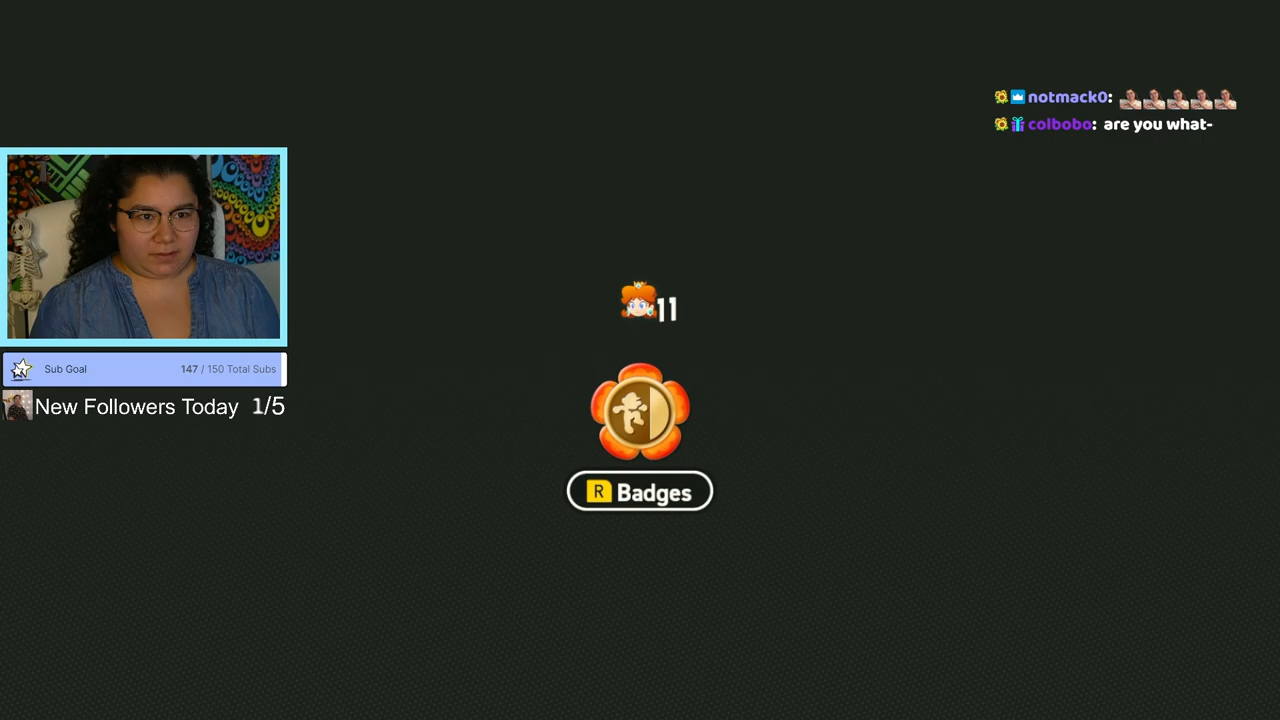 notmack0:
colbobo: are you what-
11
Sub Goal 147 / 150 Total Subs
New Followers Today 1/5
R Badges